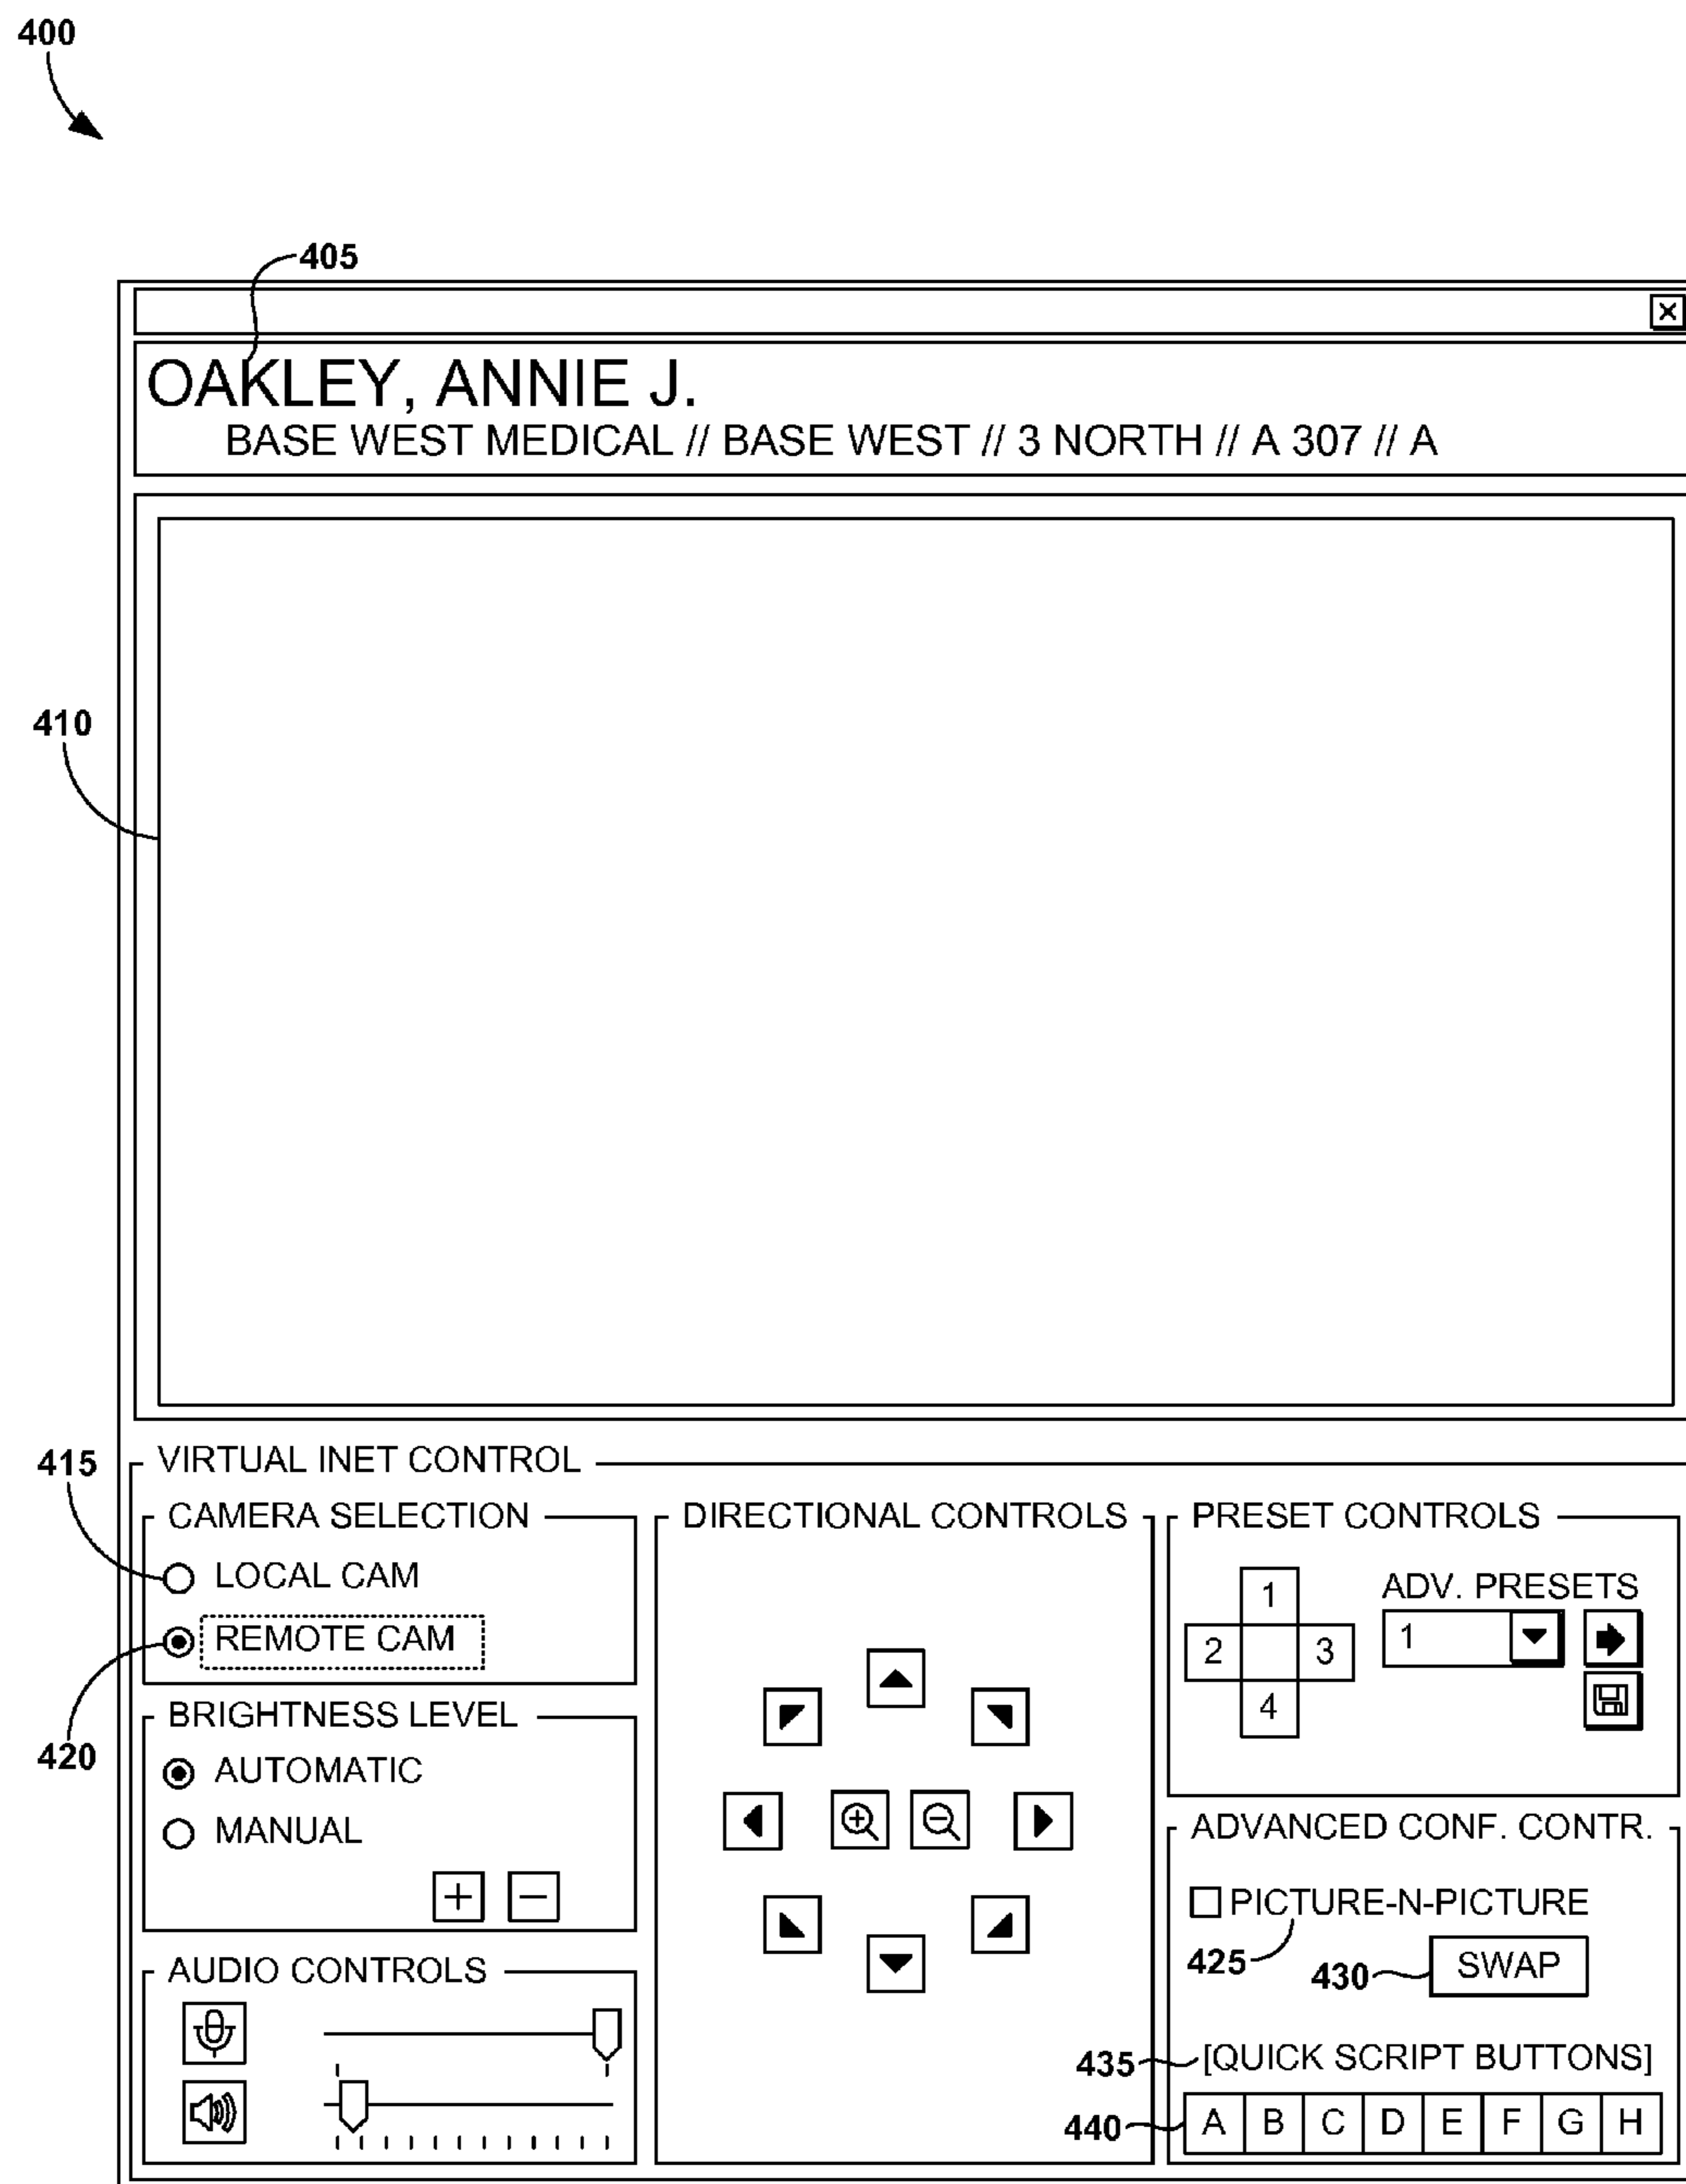 400
405
OAKLEY, ANNIE J.
BASE WEST MEDICAL // BASE WEST // 3 NORTH // A 307 // A
410
415
VIRTUAL INET CONTROL
CAMERA SELECTION
LOCAL CAM
REMOTE CAM
420
BRIGHTNESS LEVEL
AUTOMATIC
MANUAL
AUDIO CONTROLS
DIRECTIONAL CONTROLS
PRESET CONTROLS
1
2
3
4
ADV. PRESETS
1
ADVANCED CONF. CONTR.
PICTURE-N-PICTURE
425
430
SWAP
435
[QUICK SCRIPT BUTTONS]
440
A B C D E F G H